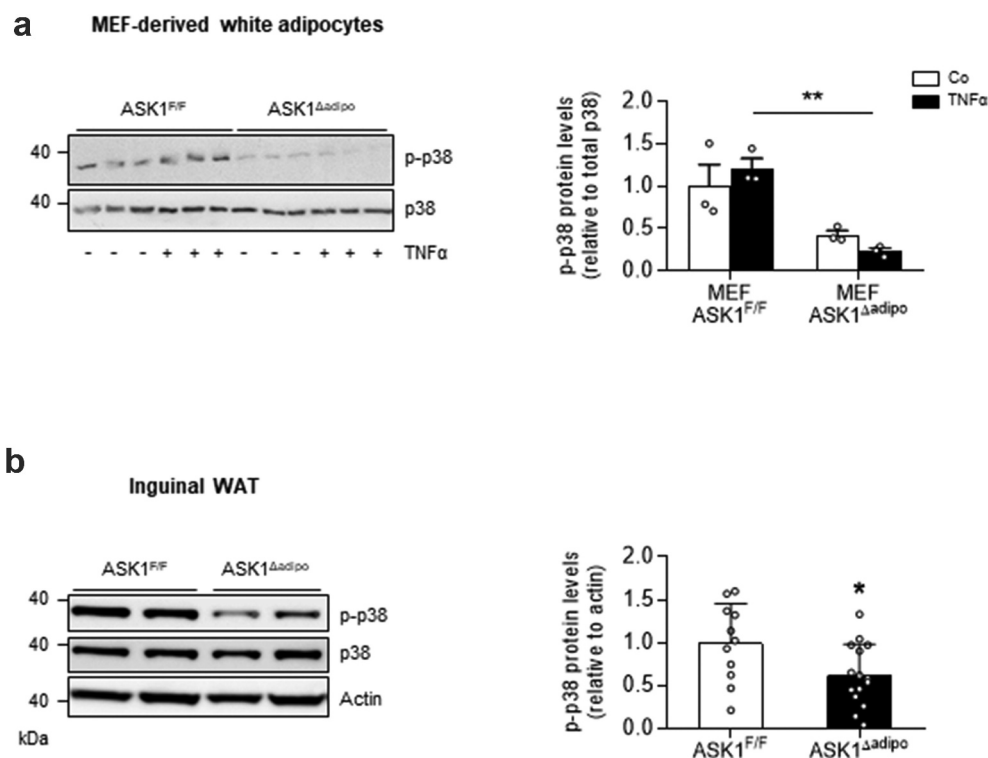 a
MEF-derived white adipocytes
ASK1F/F ASK1Δadipo
40 p-p38
40 p38
- - - + + + - - - + + + TNFα
Co
TNFα
**
2.0
1.5
1.0
0.5
0.0
p-p38 protein levels
(relative to total p38)
MEF MEF
ASK1F/F ASK1Δadipo
b
Inguinal WAT
ASK1F/F ASK1Δadipo
40 p-p38
40 p38
40 Actin
kDa
2.0
1.5
1.0
0.5
0.0
p-p38 protein levels
(relative to actin)
*
ASK1F/F ASK1Δadipo